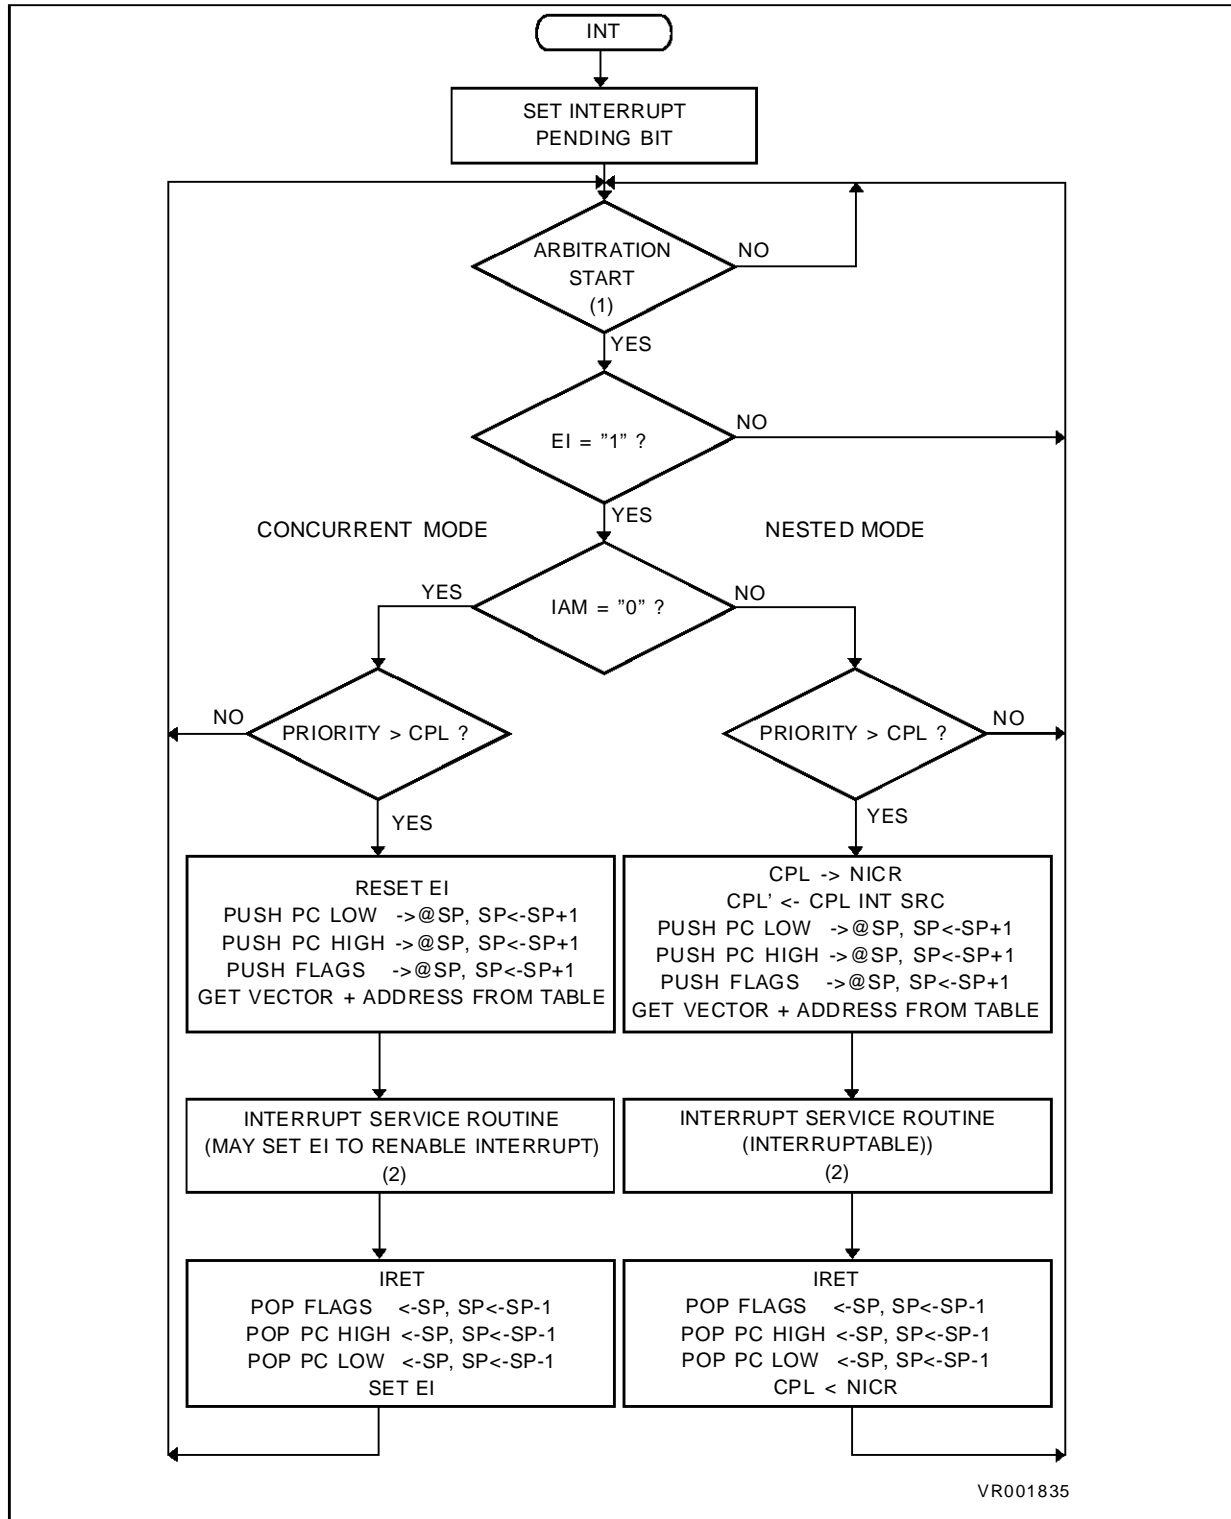 INT
SET INTERRUPT
PENDING BIT
ARBITRATION
START
(1)
NO
YES
EI = ”1” ?
NO
YES
CONCURRENT MODE
NESTED MODE
YES
IAM = ”0” ?
NO
NO
PRIORITY > CPL ?
PRIORITY > CPL ?
NO
YES
YES
RESET EI
PUSH PC LOW ->@SP, SP<-SP+1
PUSH PC HIGH ->@SP, SP<-SP+1
PUSH FLAGS ->@SP, SP<-SP+1
GET VECTOR + ADDRESS FROM TABLE
CPL -> NICR
CPL' <- CPL INT SRC
PUSH PC LOW ->@SP, SP<-SP+1
PUSH PC HIGH ->@SP, SP<-SP+1
PUSH FLAGS ->@SP, SP<-SP+1
GET VECTOR + ADDRESS FROM TABLE
INTERRUPT SERVICE ROUTINE
(MAY SET EI TO RENABLE INTERRUPT)
(2)
INTERRUPT SERVICE ROUTINE
(INTERRUPTABLE))
(2)
IRET
POP FLAGS <-SP, SP<-SP-1
POP PC HIGH <-SP, SP<-SP-1
POP PC LOW <-SP, SP<-SP-1
SET EI
IRET
POP FLAGS <-SP, SP<-SP-1
POP PC HIGH <-SP, SP<-SP-1
POP PC LOW <-SP, SP<-SP-1
CPL < NICR
VR001835